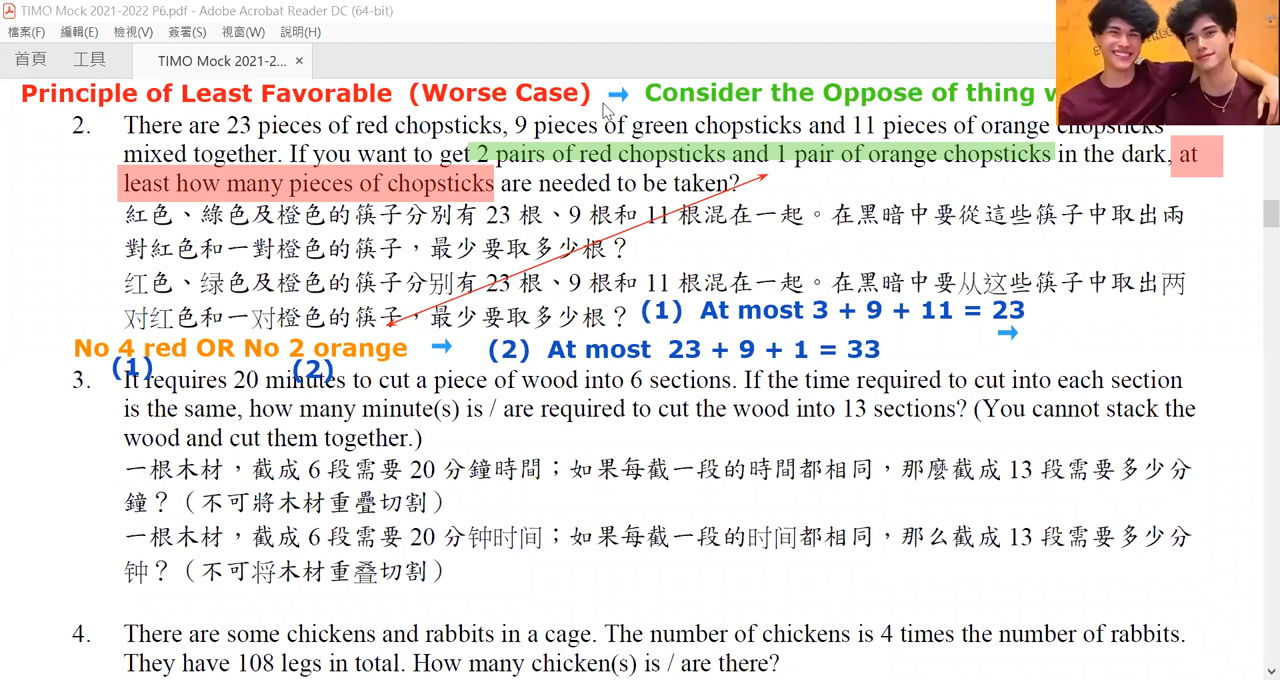 TIMO Mock 2021-2022 P6.pdf - Adobe Acrobat Reader DC (64-bit)
檔案(F) 編輯(E) 檢視(V) 簽署(S) 視窗(W) 說明(H)
首頁 工具 TIMO Mock 2021-2... ×
Principle of Least Favorable (Worse Case) → Consider the Oppose of thing w
2. There are 23 pieces of red chopsticks, 9 pieces of green chopsticks and 11 pieces of orange chopsticks
mixed together. If you want to get 2 pairs of red chopsticks and 1 pair of orange chopsticks in the dark, at
least how many pieces of chopsticks are needed to be taken?
紅色、綠色及橙色的筷子分別有 23 根、9 根和 11 根混在一起。在黑暗中要從這些筷子中取出兩
對紅色和一對橙色的筷子，最少要取多少根？
红色、绿色及橙色的筷子分别有 23 根、9 根和 11 根混在一起。在黑暗中要从这些筷子中取出两
对红色和一对橙色的筷子，最少要取多少根？ (1) At most 3 + 9 + 11 = 23
No 4 red OR No 2 orange → (2) At most 23 + 9 + 1 = 33
(1) (2)
3. It requires 20 minutes to cut a piece of wood into 6 sections. If the time required to cut into each section
is the same, how many minute(s) is / are required to cut the wood into 13 sections? (You cannot stack the
wood and cut them together.)
一根木材，截成 6 段需要 20 分鐘時間；如果每截一段的時間都相同，那麼截成 13 段需要多少分
鐘？（不可將木材重疊切割）
一根木材，截成 6 段需要 20 分钟时间；如果每截一段的时间都相同，那么截成 13 段需要多少分
钟？（不可将木材重叠切割）
4. There are some chickens and rabbits in a cage. The number of chickens is 4 times the number of rabbits.
They have 108 legs in total. How many chicken(s) is / are there?